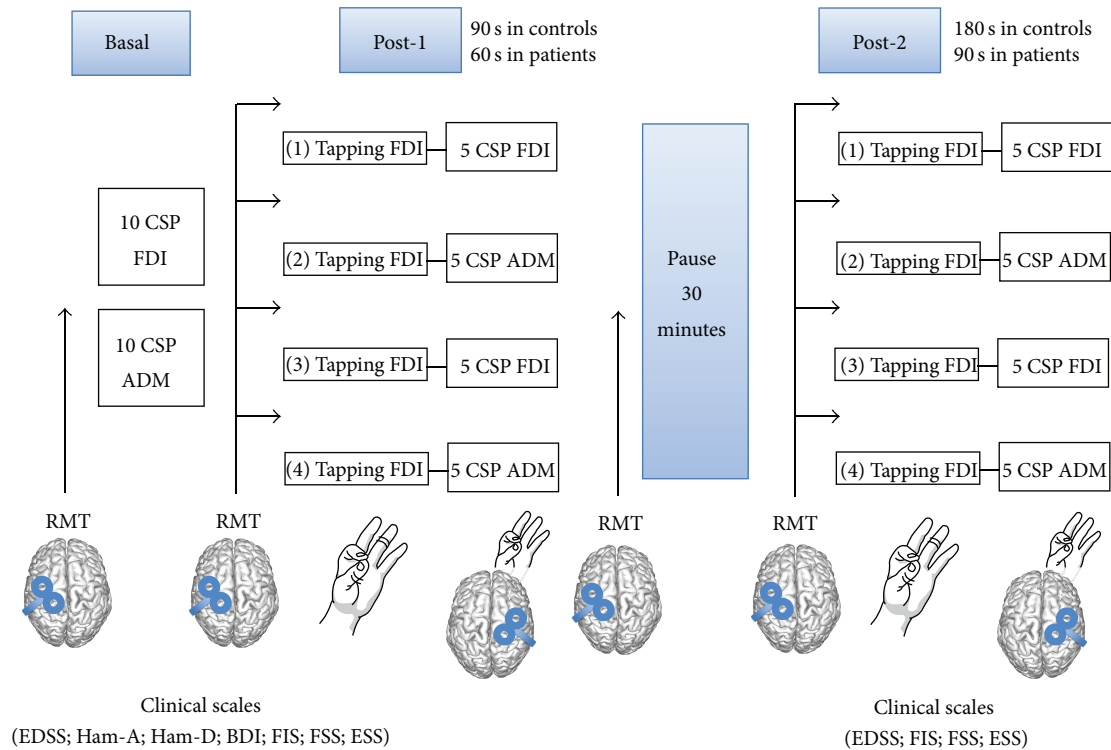 Basal
Post-1
90 s in controls
60 s in patients
Post-2
180 s in controls
90 s in patients
10 CSP
FDI
10 CSP
ADM
(1) Tapping FDI
5 CSP FDI
(2) Tapping FDI
5 CSP ADM
(3) Tapping FDI
5 CSP FDI
(4) Tapping FDI
5 CSP ADM
Pause
30
minutes
(1) Tapping FDI
5 CSP FDI
(2) Tapping FDI
5 CSP ADM
(3) Tapping FDI
5 CSP FDI
(4) Tapping FDI
5 CSP ADM
RMT
RMT
RMT
RMT
Clinical scales
(EDSS; Ham-A; Ham-D; BDI; FIS; FSS; ESS)
Clinical scales
(EDSS; FIS; FSS; ESS)